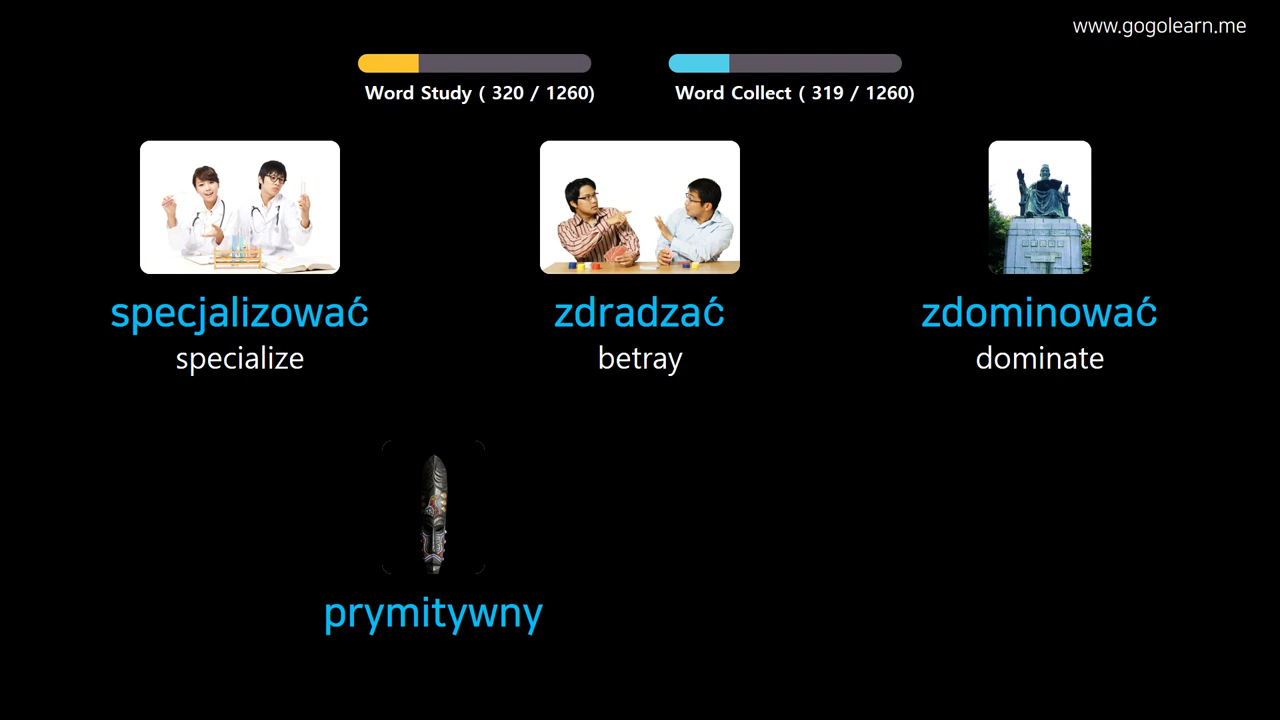 www.gogolearn.me
Word Study ( 320 / 1260)
Word Collect ( 319 / 1260)
specjalizować
zdradzać
zdominować
specialize
betray
dominate
prymitywny